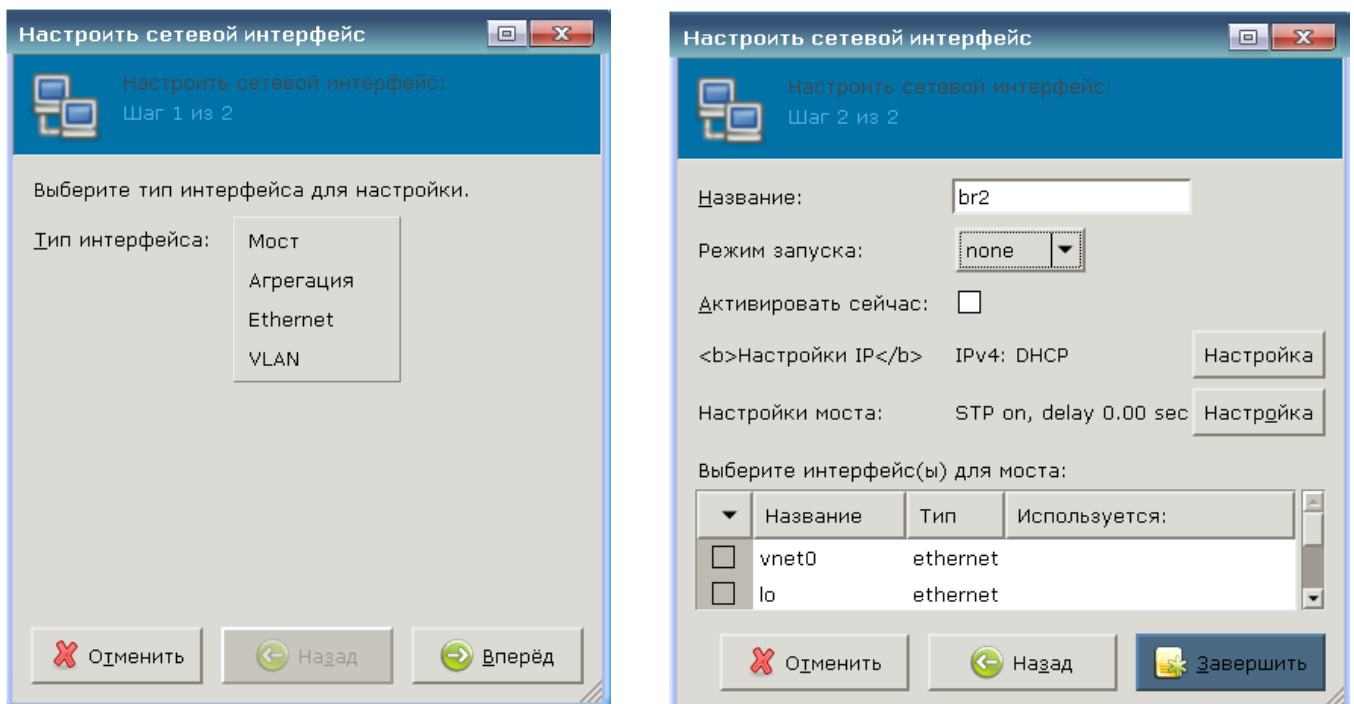 Настроить сетевой интерфейс
Настроить сетевой интерфейс:
Шаг 1 из 2
Выберите тип интерфейса для настройки.
Тип интерфейса:
Мост
Агрегация
Ethernet
VLAN
Отменить
Назад
Вперёд
Настроить сетевой интерфейс
Настроить сетевой интерфейс:
Шаг 2 из 2
Название: br2
Режим запуска: none
Активировать сейчас:
<b>Настройки IP</b> IPv4: DHCP Настройка
Настройки моста: STP on, delay 0.00 sec Настройка
Выберите интерфейс(ы) для моста:
Название Тип Используется:
vnet0 ethernet
lo ethernet
Отменить
Назад
Завершить